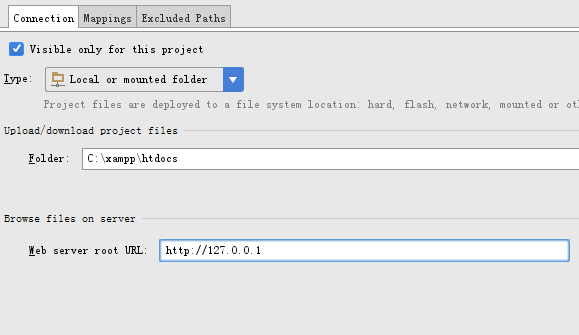 Connection Mappings Excluded Paths
Visible only for this project
Type: Local or mounted folder
Project files are deployed to a file system location: hard, flash, network, mounted or
Upload/download project files
Folder: C:\xampp\htdocs
Browse files on server
Web server root URL: http://127.0.0.1